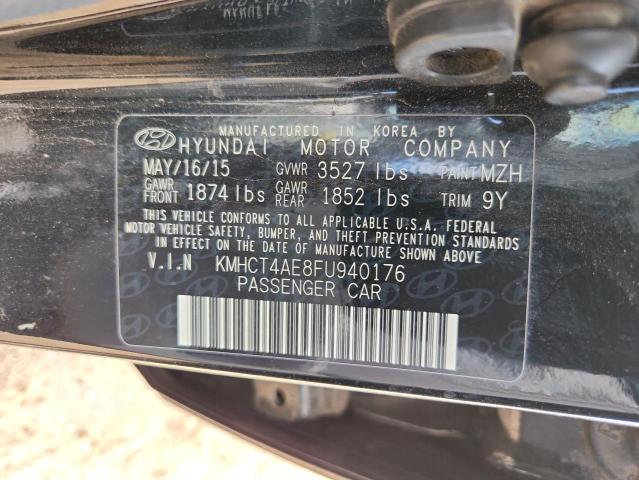 MANUFACTURED IN KOREA BY
HYUNDAI MOTOR COMPANY
MAY/16/15 GVWR 3527 lbs PAINT MZH
GAWR FRONT 1874 lbs GAWR REAR 1852 lbs TRIM 9Y
THIS VEHICLE CONFORMS TO ALL APPLICABLE U.S.A. FEDERAL
MOTOR VEHICLE SAFETY, BUMPER, AND THEFT PREVENTION STANDARDS
IN EFFECT ON THE DATE OF MANUFACTURE SHOWN ABOVE
V.I.N KMHCT4AE8FU940176
PASSENGER CAR